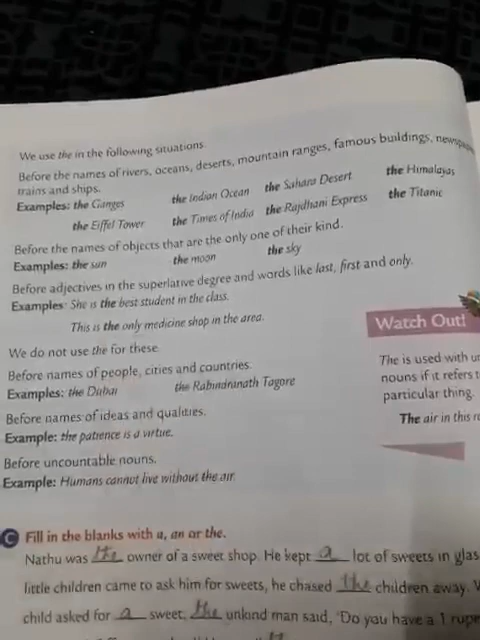 We use the in the following situations.
Before the names of rivers, oceans, deserts, mountain ranges, famous buildings,
trains and ships.
Examples: the Ganges the Indian Ocean the Sahara Desert the Himalayas
the Eiffel Tower the Times of India the Rajdhani Express the Titanic
Before the names of objects that are the only one of their kind.
Examples: the sun the moon the sky
Before adjectives in the superlative degree and words like last, first and only.
Examples: She is the best student in the class.
This is the only medicine shop in the area.
We do not use the for these.
Before names of people, cities and countries.
Examples: the Dubai the Rabindranath Tagore
Before names of ideas and qualities.
Example: the patience is a virtue.
Before uncountable nouns.
Example: Humans cannot live without the air.
Watch Out!
The is used with
nouns if it refers
particular thing.
The air in this
C Fill in the blanks with a, an or the.
Nathu was the owner of a sweet shop. He kept a lot of sweets in
little children came to ask him for sweets, he chased the children away.
child asked for a sweet, the unkind man said, 'Do you have a 1